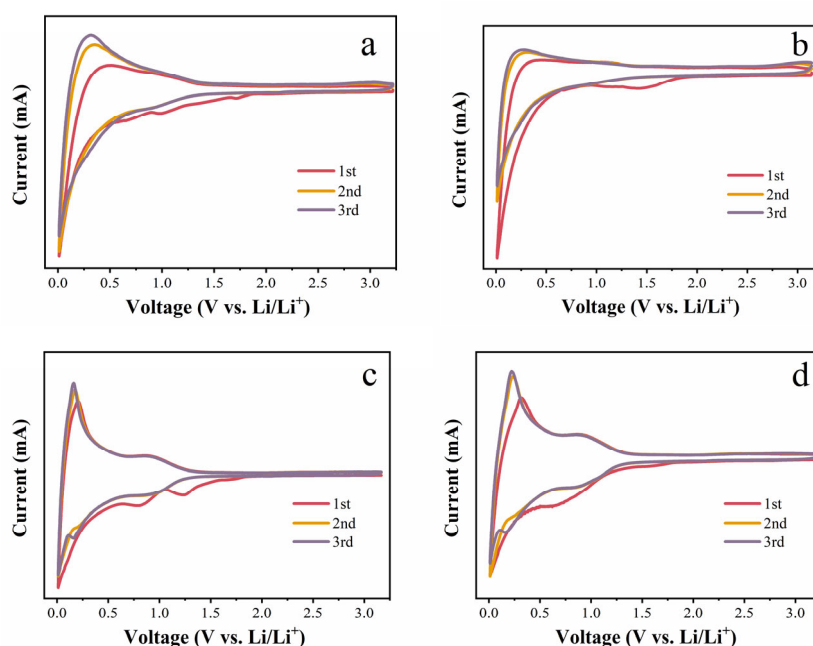 a
Current (mA)
1st
2nd
3rd
0.0 0.5 1.0 1.5 2.0 2.5 3.0
Voltage (V vs. Li/Li⁺)
b
Current (mA)
1st
2nd
3rd
0.0 0.5 1.0 1.5 2.0 2.5 3.0
Voltage (V vs. Li/Li⁺)
c
Current (mA)
1st
2nd
3rd
0.0 0.5 1.0 1.5 2.0 2.5 3.0
Voltage (V vs. Li/Li⁺)
d
Current (mA)
1st
2nd
3rd
0.0 0.5 1.0 1.5 2.0 2.5 3.0
Voltage (V vs. Li/Li⁺)